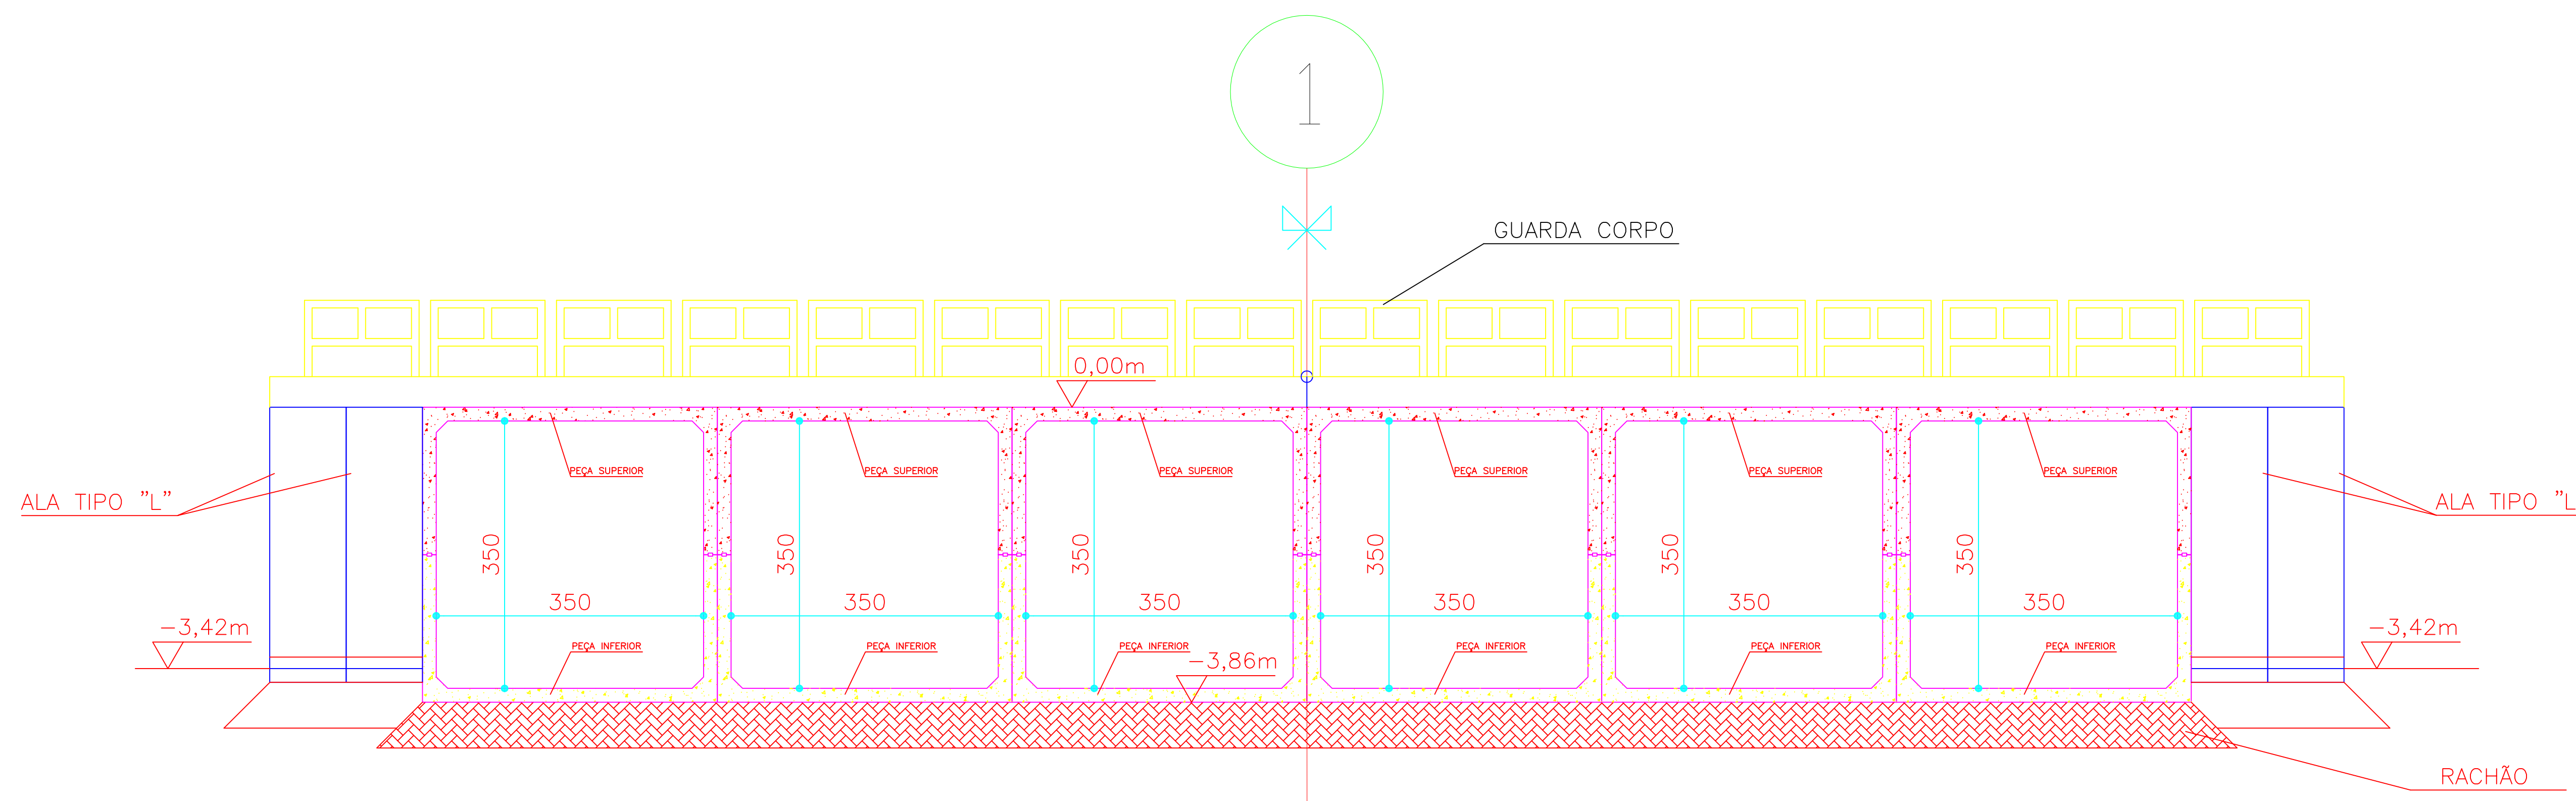 1
GUARDA CORPO
0,00m
PEÇA SUPERIOR
PEÇA SUPERIOR
PEÇA SUPERIOR
PEÇA SUPERIOR
PEÇA SUPERIOR
PEÇA SUPERIOR
ALA TIPO "L"
ALA TIPO "L
350
350
350
350
350
350
350
350
350
350
350
350
-3,42m
-3,42m
PEÇA INFERIOR
PEÇA INFERIOR
PEÇA INFERIOR
PEÇA INFERIOR
PEÇA INFERIOR
PEÇA INFERIOR
-3,86m
RACHÃO